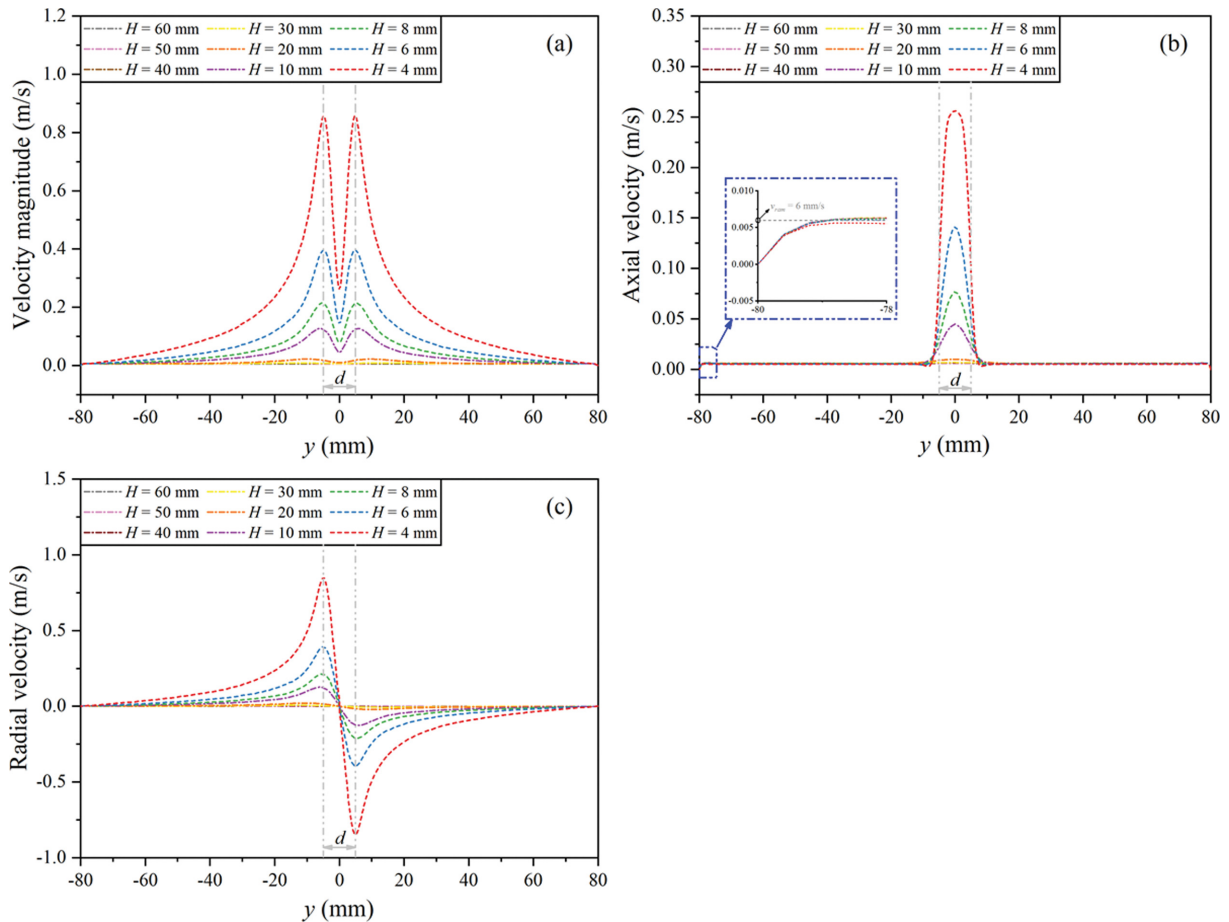 H = 60 mm H = 30 mm H = 8 mm
H = 50 mm H = 20 mm H = 6 mm
H = 40 mm H = 10 mm H = 4 mm
(a)
Velocity magnitude (m/s)
1.2
1.0
0.8
0.6
0.4
0.2
0.0
d
-80 -60 -40 -20 0 20 40 60 80
y (mm)
H = 60 mm H = 30 mm H = 8 mm
H = 50 mm H = 20 mm H = 6 mm
H = 40 mm H = 10 mm H = 4 mm
(b)
Axial velocity (m/s)
0.35
0.30
0.25
0.20
0.15
0.10
0.05
0.00
0.010
0.005
0.000
-0.005
-80 -78
vram = 6 mm/s
d
-80 -60 -40 -20 0 20 40 60 80
y (mm)
H = 60 mm H = 30 mm H = 8 mm
H = 50 mm H = 20 mm H = 6 mm
H = 40 mm H = 10 mm H = 4 mm
(c)
Radial velocity (m/s)
1.5
1.0
0.5
0.0
-0.5
-1.0
d
-80 -60 -40 -20 0 20 40 60 80
y (mm)